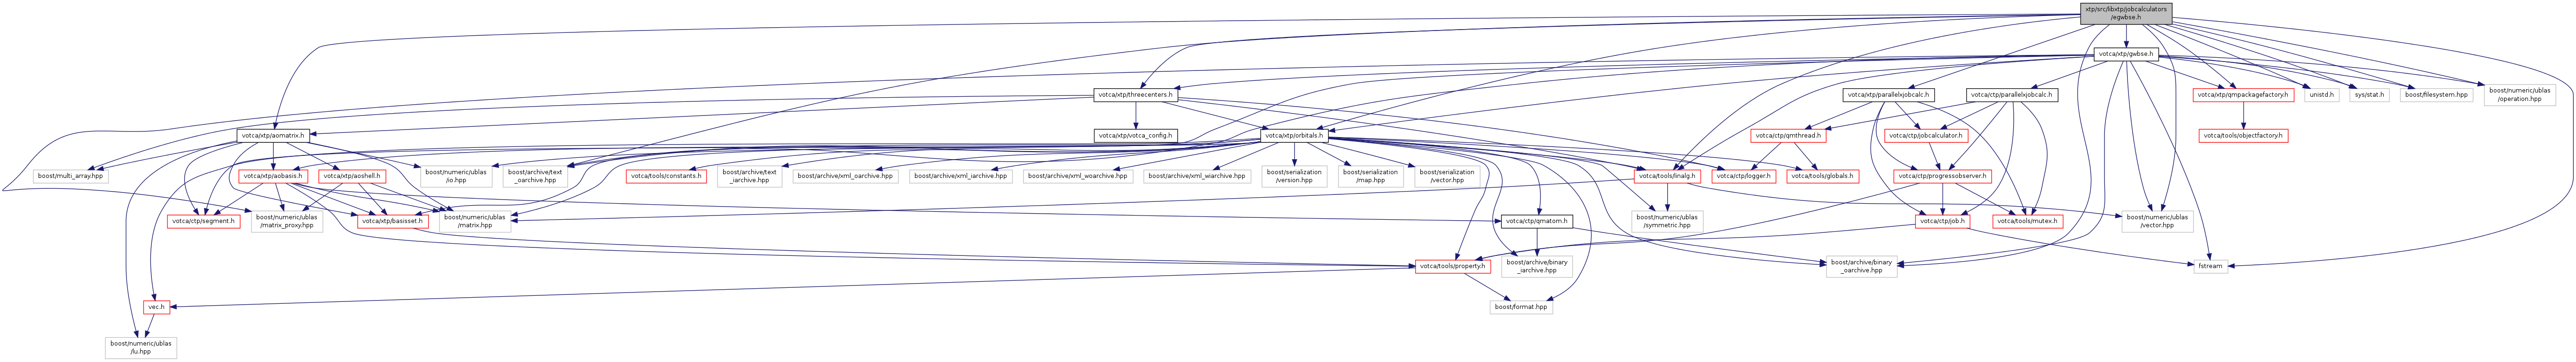 xtp/src/libxtp/jobcalculators
/egwbse.h
votca/xtp/gwbse.h
votca/xtp/threecenters.h
votca/xtp/parallelxjobcalc.h
votca/ctp/parallelxjobcalc.h
votca/xtp/qmpackagefactory.h
unistd.h
sys/stat.h
boost/filesystem.hpp
boost/numeric/ublas
/operation.hpp
votca/xtp/aomatrix.h
votca/xtp/votca_config.h
votca/xtp/orbitals.h
votca/ctp/qmthread.h
votca/ctp/jobcalculator.h
votca/tools/objectfactory.h
boost/multi_array.hpp
votca/xtp/aobasis.h
votca/xtp/aoshell.h
boost/numeric/ublas
/io.hpp
boost/archive/text
_oarchive.hpp
votca/tools/constants.h
boost/archive/text
_iarchive.hpp
boost/archive/xml_oarchive.hpp
boost/archive/xml_iarchive.hpp
boost/archive/xml_woarchive.hpp
boost/archive/xml_wiarchive.hpp
boost/serialization
/version.hpp
boost/serialization
/map.hpp
boost/serialization
/vector.hpp
votca/tools/linalg.h
votca/ctp/logger.h
votca/tools/globals.h
votca/ctp/progressobserver.h
votca/ctp/segment.h
boost/numeric/ublas
/matrix_proxy.hpp
votca/xtp/basisset.h
boost/numeric/ublas
/matrix.hpp
votca/ctp/qmatom.h
boost/numeric/ublas
/symmetric.hpp
votca/ctp/job.h
votca/tools/mutex.h
boost/numeric/ublas
/vector.hpp
votca/tools/property.h
boost/archive/binary
_iarchive.hpp
boost/archive/binary
_oarchive.hpp
fstream
vec.h
boost/format.hpp
boost/numeric/ublas
/lu.hpp